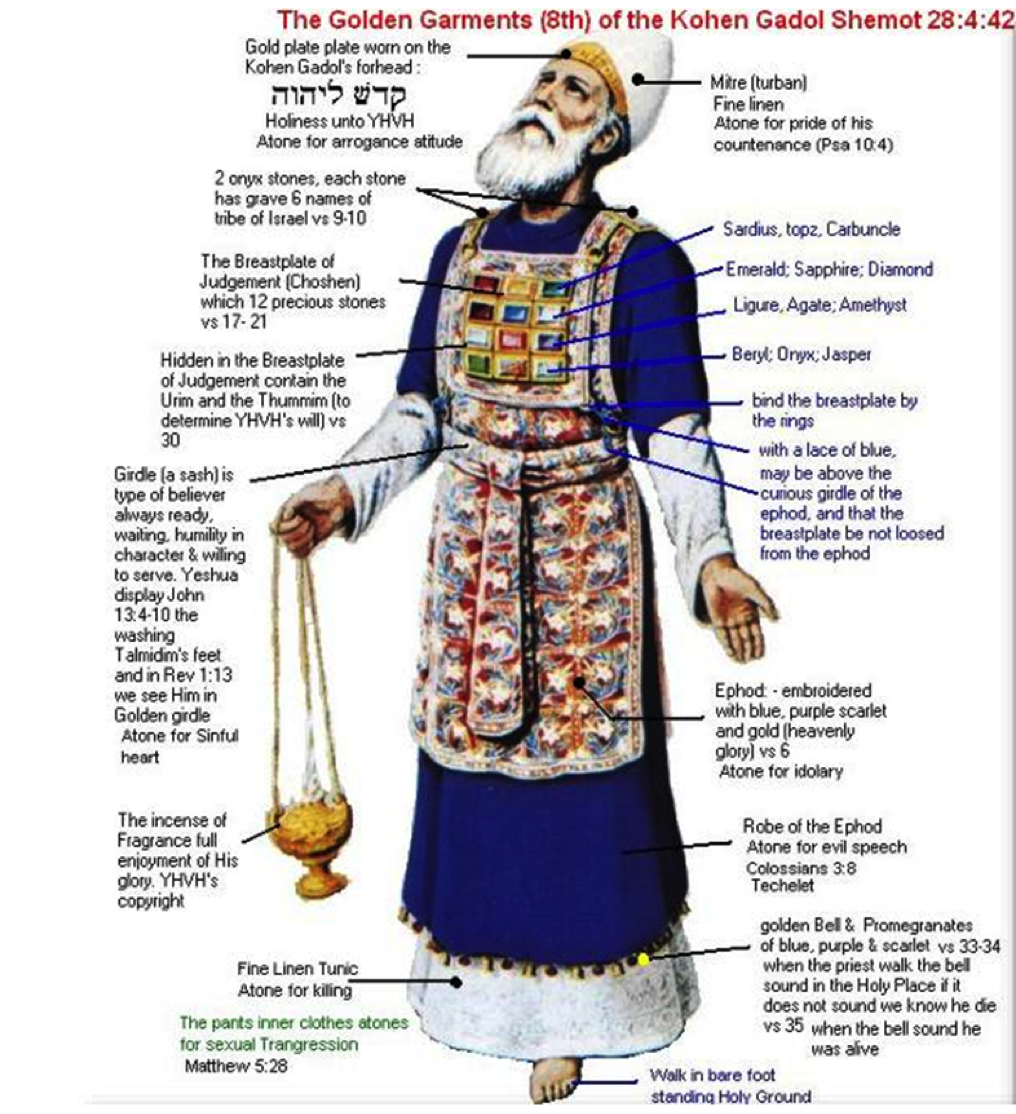 The Golden Garments (8th) of the Kohen Gadol Shemot 28:4:42
Gold plate plate worn on the
Kohen Gadol's forhead :
קדש ליהוה
Holiness unto YHVH
Atone for arrogance atitude
Mitre (turban)
Fine linen
Atone for pride of his
countenance (Psa 10:4)
2 onyx stones, each stone
has grave 6 names of
tribe of Israel vs 9-10
Sardius, topz, Carbuncle
Emerald; Sapphire; Diamond
Ligure, Agate; Amethyst
Beryl; Onyx; Jasper
The Breastplate of
Judgement (Choshen)
which 12 precious stones
vs 17- 21
Hidden in the Breastplate
of Judgement contain the
Urim and the Thummim (to
determine YHVH's will) vs
30
bind the breastplate by
the rings
with a lace of blue,
may be above the
curious girdle of the
ephod, and that the
breastplate be not loosed
from the ephod
Girdle (a sash) is
type of believer
always ready,
waiting, humility in
character & willing
to serve. Yeshua
display John
13:4-10 the
washing
Talmidim's feet
and in Rev 1:13
we see Him in
Golden girdle
Atone for Sinful
heart
Ephod: - embroidered
with blue, purple scarlet
and gold (heavenly
glory) vs 6
Atone for idolary
The incense of
Fragrance full
enjoyment of His
glory. YHVH's
copyright
Robe of the Ephod
Atone for evil speech
Colossians 3:8
Techelet
golden Bell & Promegranates
of blue, purple & scarlet vs 33-34
when the priest walk the bell
sound in the Holy Place if it
does not sound we know he die
vs 35 when the bell sound he
was alive
Fine Linen Tunic
Atone for killing
The pants inner clothes atones
for sexual Trangression
Matthew 5:28
Walk in bare foot
standing Holy Ground